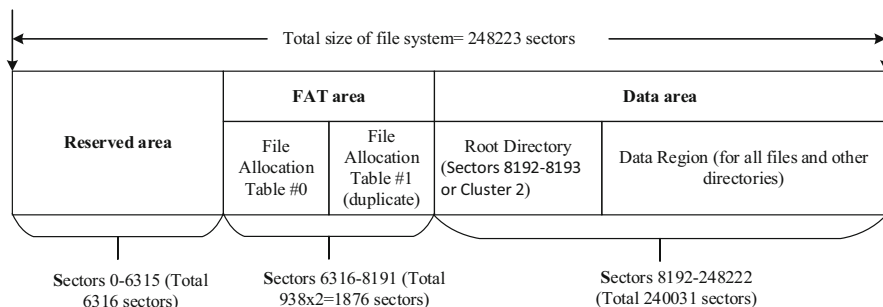 Total size of file system= 248223 sectors
Reserved area
FAT area
Data area
File
Allocation
Table #0
File
Allocation
Table #1
(duplicate)
Root Directory
(Sectors 8192-8193
or Cluster 2)
Data Region (for all files and other
directories)
Sectors 0-6315 (Total
6316 sectors)
Sectors 6316-8191 (Total
938x2=1876 sectors)
Sectors 8192-248222
(Total 240031 sectors)